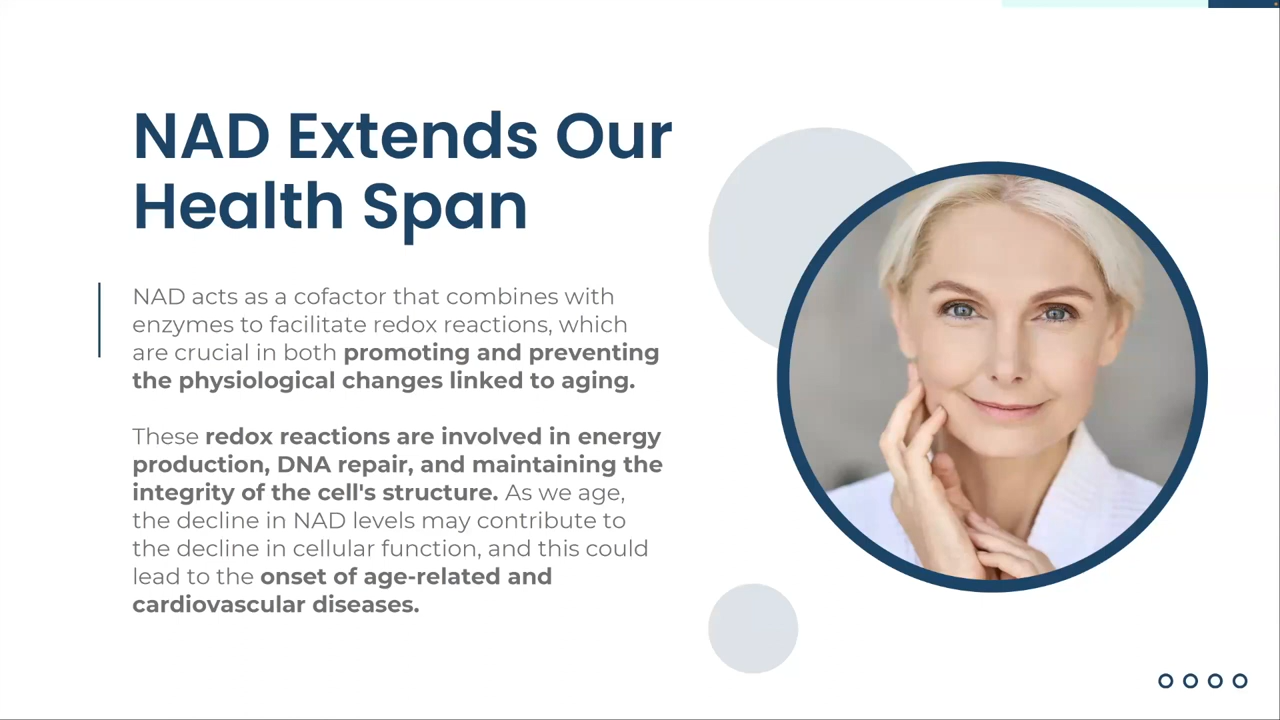 NAD Extends Our
Health Span
NAD acts as a cofactor that combines with
enzymes to facilitate redox reactions, which
are crucial in both promoting and preventing
the physiological changes linked to aging.
These redox reactions are involved in energy
production, DNA repair, and maintaining the
integrity of the cell's structure. As we age,
the decline in NAD levels may contribute to
the decline in cellular function, and this could
lead to the onset of age-related and
cardiovascular diseases.